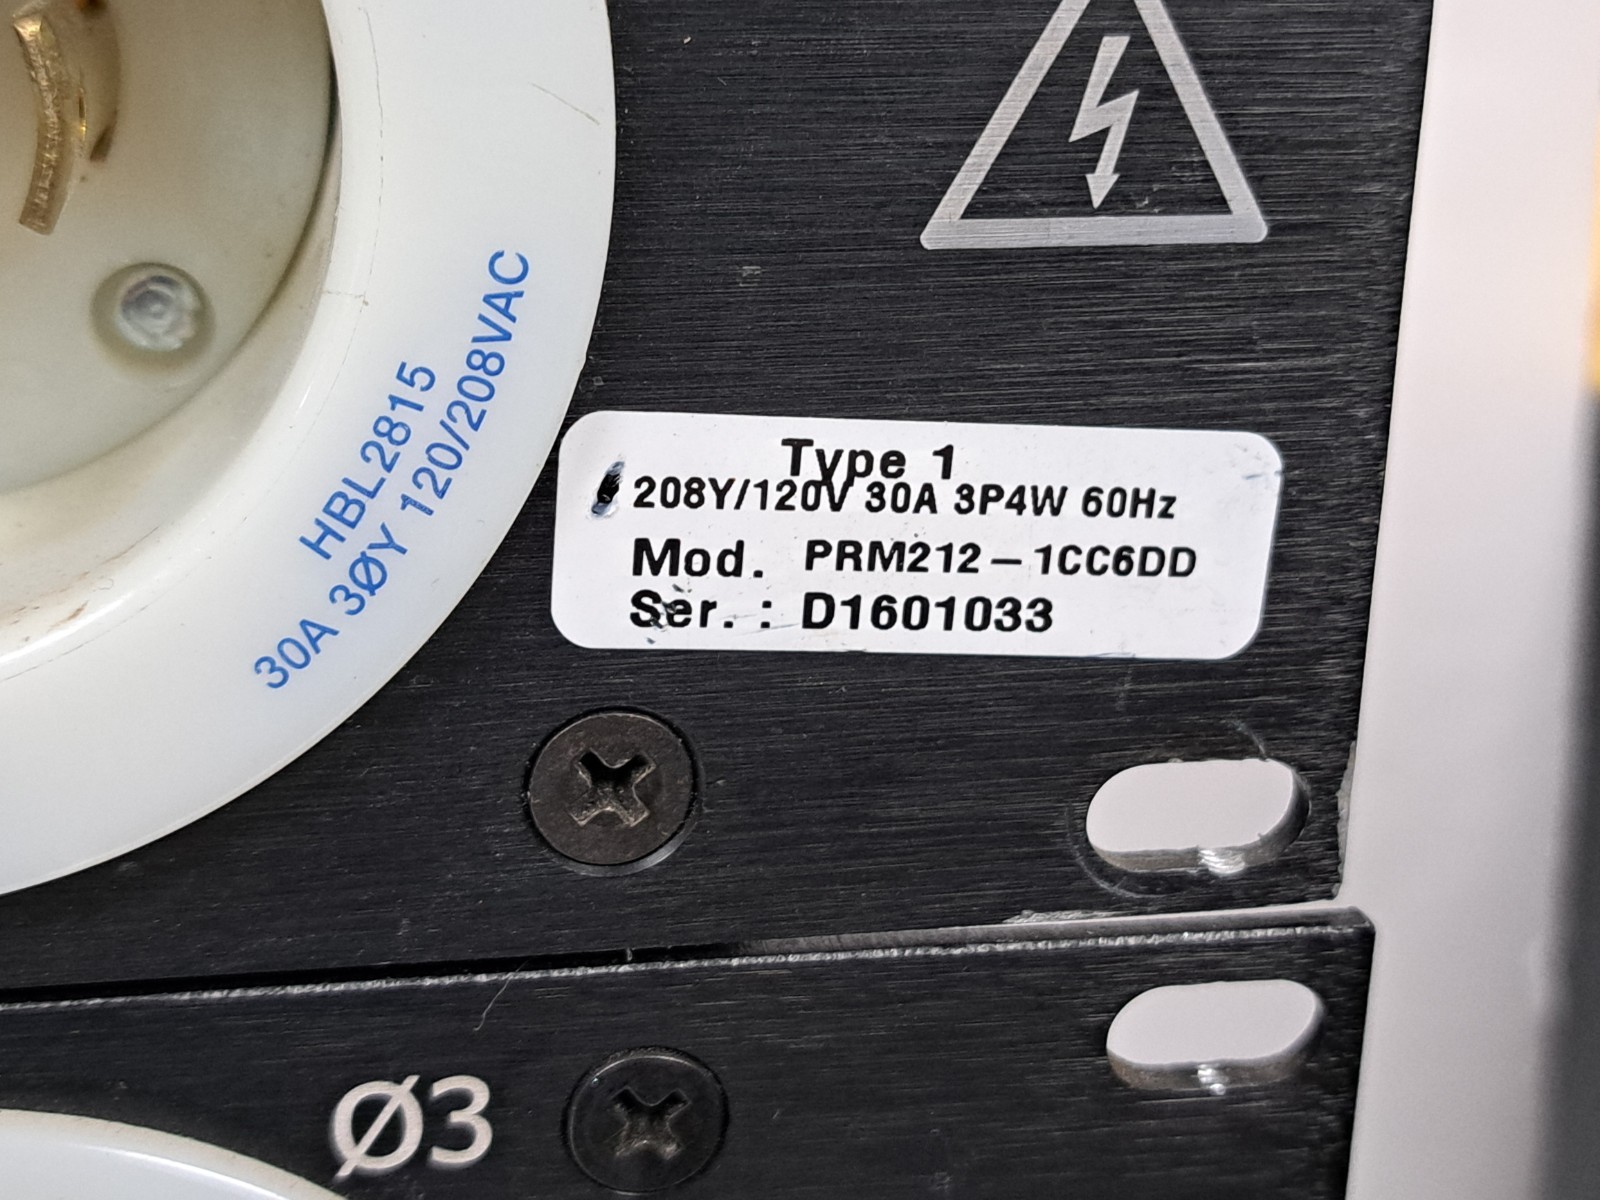 HBL2815
30A 3ØY 120/208VAC
Type 1
208Y/120V 30A 3P4W 60Hz
Mod. PRM212-1CC6DD
Ser. : D1601033
Ø3